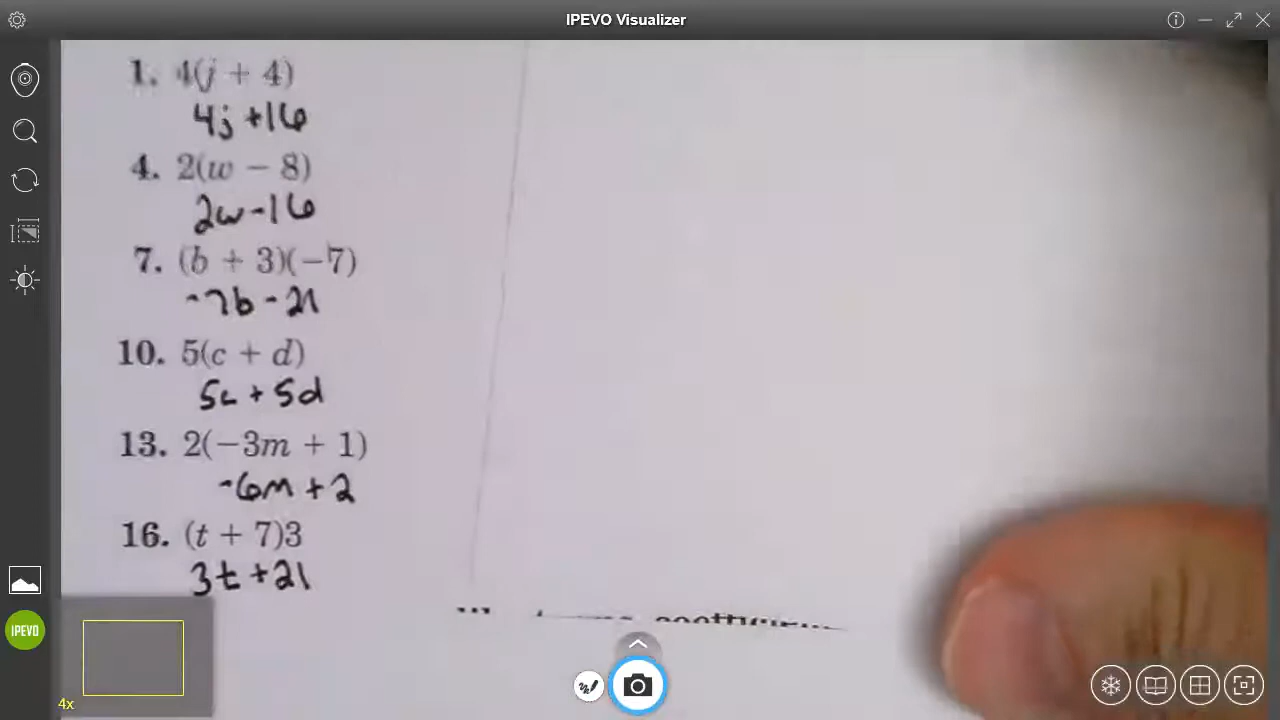 IPEVO Visualizer
1. 4(j + 4)
4j +16
4. 2(w − 8)
2w -16
7. (b + 3)(−7)
-7b - 21
10. 5(c + d)
5c + 5d
13. 2(−3m + 1)
-6m + 2
16. (t + 7)3
3t +21
IPEVO
4x